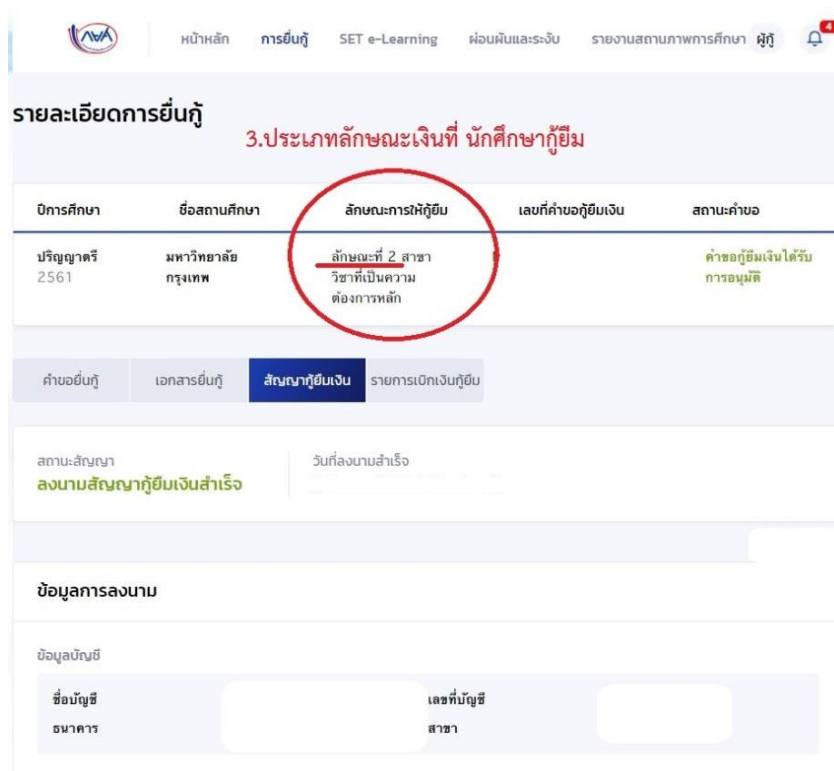 กยศ
หน้าหลัก การยื่นกู้ SET e-Learning ผ่อนผันและระงับ รายงานสถานภาพการศึกษา ผู้กู้ 4
รายละเอียดการยื่นกู้
3.ประเภทลักษณะเงินที่ นักศึกษากู้ยืม
ปีการศึกษา ชื่อสถานศึกษา ลักษณะการให้กู้ยืม เลขที่คำขอกู้ยืมเงิน สถานะคำขอ
ปริญญาตรี มหาวิทยาลัย ลักษณะที่ 2 สาขา คำขอกู้ยืมเงินได้รับ
2561 กรุงเทพ วิชาที่เป็นความ การอนุมัติ
ต้องการหลัก
คำขอยื่นกู้ เอกสารยื่นกู้ สัญญากู้ยืมเงิน รายการเบิกเงินกู้ยืม
สถานะสัญญา วันที่ลงนามสำเร็จ
ลงนามสัญญากู้ยืมเงินสำเร็จ
ข้อมูลการลงนาม
ข้อมูลบัญชี
ชื่อบัญชี เลขที่บัญชี
ธนาคาร สาขา